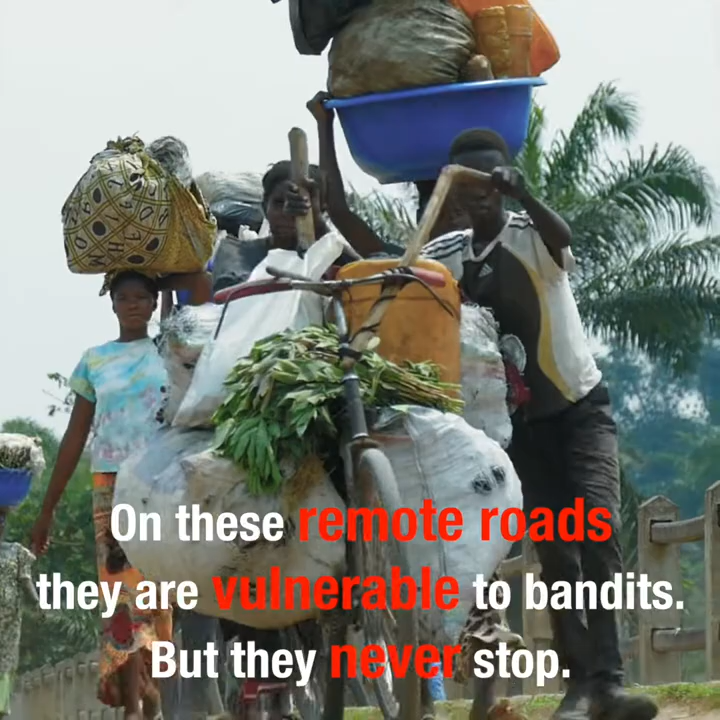 On these remote roads
they are vulnerable to bandits.
But they never stop.